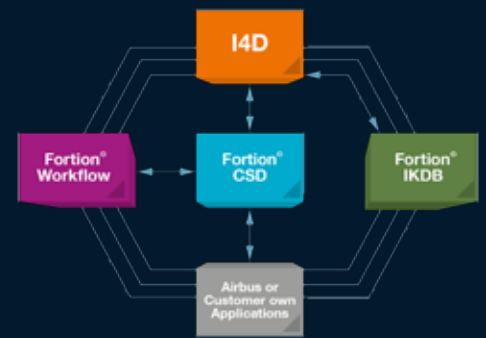 I4D
Fortion®
Workflow
Fortion®
CSD
Fortion®
IKDB
Airbus or
Customer own
Applications